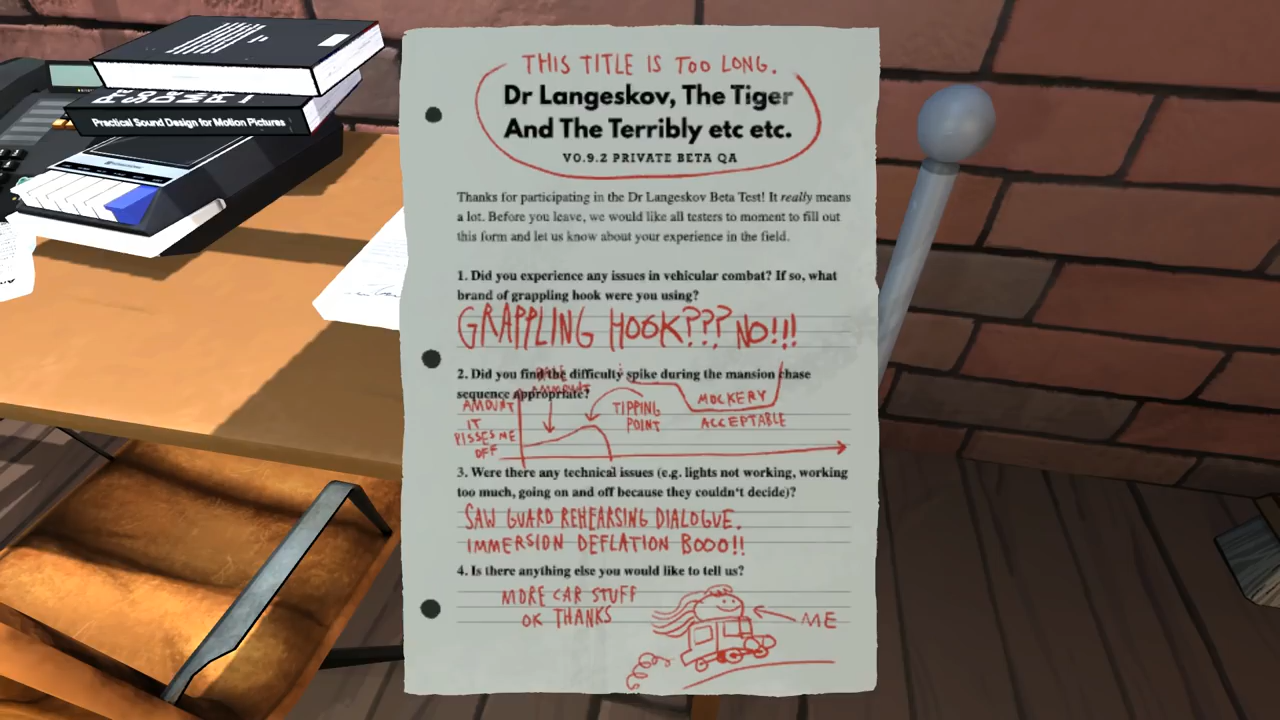 Practical Sound Design for Motion Pictures
THIS TITLE IS TOO LONG.
Dr Langeskov, The Tiger
And The Terribly etc etc.
V0.9.2 PRIVATE BETA QA
Thanks for participating in the Dr Langeskov Beta Test! It really means
a lot. Before you leave, we would like all testers to moment to fill out
this form and let us know about your experience in the field.
1. Did you experience any issues in vehicular combat? If so, what
brand of grappling hook were you using?
GRAPPLING HOOK??? NO!!!
2. Did you find the difficulty spike during the mansion chase
sequence appropriate?
AMOUNT
IT
PISSES ME
OFF
TIPPING
POINT
MOCKERY
ACCEPTABLE
3. Were there any technical issues (e.g. lights not working, working
too much, going on and off because they couldn't decide)?
SAW GUARD REHEARSING DIALOGUE.
IMMERSION DEFLATION BOOO!!
4. Is there anything else you would like to tell us?
MORE CAR STUFF
OK THANKS
ME